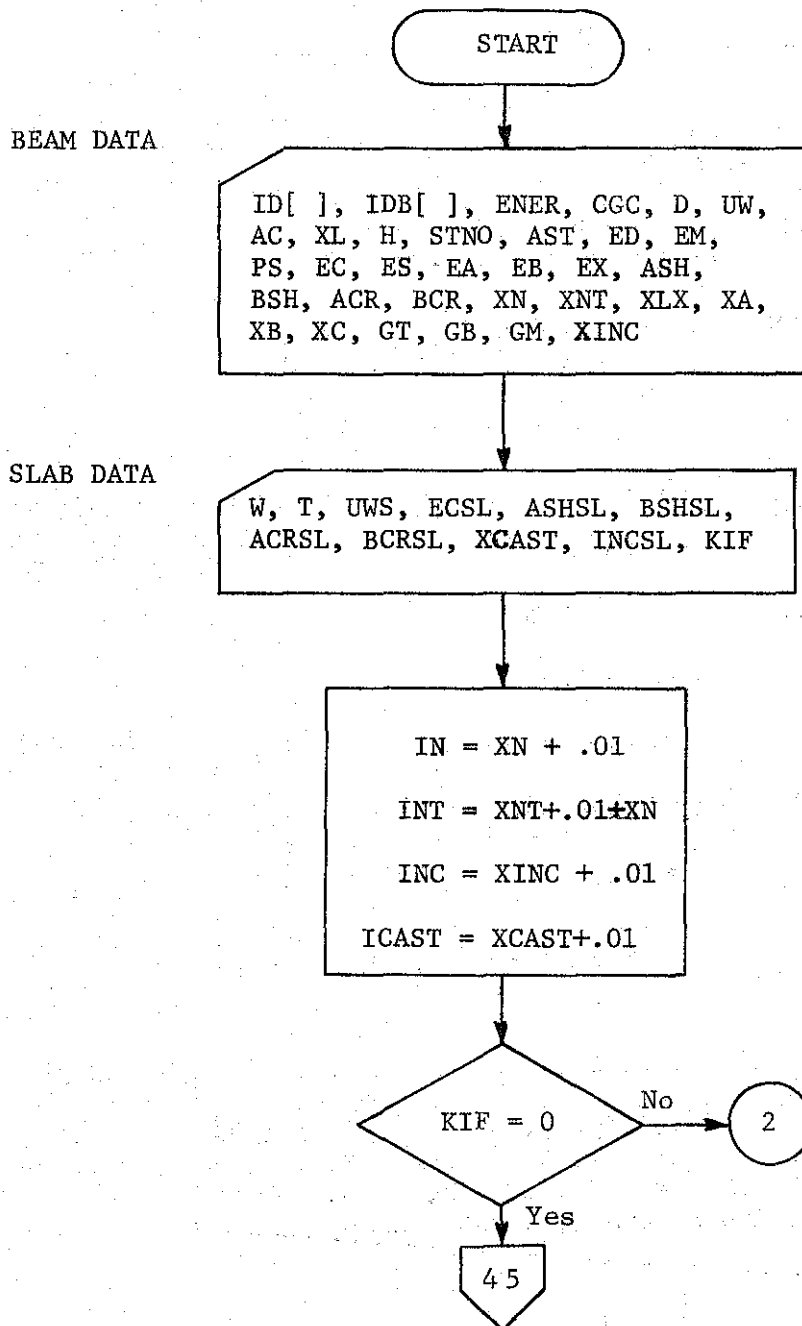 START
BEAM DATA
ID[ ], IDB[ ], ENER, CGC, D, UW,
AC, XL, H, STNO, AST, ED, EM,
PS, EC, ES, EA, EB, EX, ASH,
BSH, ACR, BCR, XN, XNT, XLX, XA,
XB, XC, GT, GB, GM, XINC
SLAB DATA
W, T, UWS, ECSL, ASHSL, BSHSL,
ACRSL, BCRSL, XCAST, INCSL, KIF
IN = XN + .01
INT = XNT+.01+XN
INC = XINC + .01
ICAST = XCAST+.01
KIF = 0
No
2
Yes
45